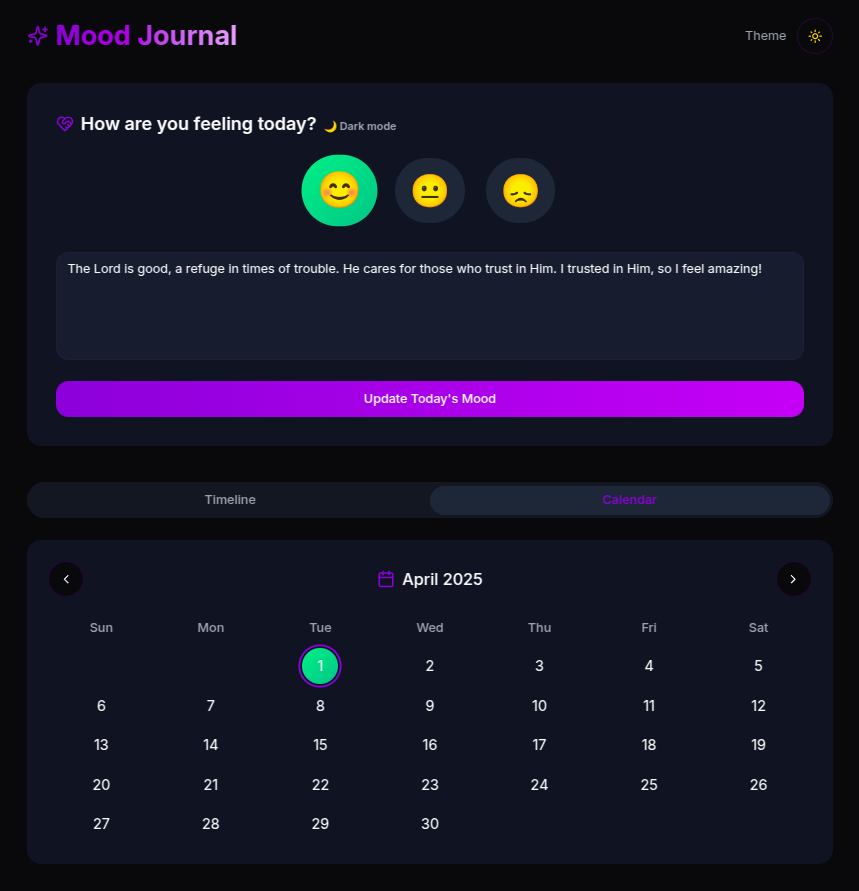 Mood Journal
Theme
How are you feeling today? 🌙 Dark mode
The Lord is good, a refuge in times of trouble. He cares for those who trust in Him. I trusted in Him, so I feel amazing!
Update Today's Mood
Timeline Calendar
April 2025
Sun Mon Tue Wed Thu Fri Sat
1 2 3 4 5
6 7 8 9 10 11 12
13 14 15 16 17 18 19
20 21 22 23 24 25 26
27 28 29 30